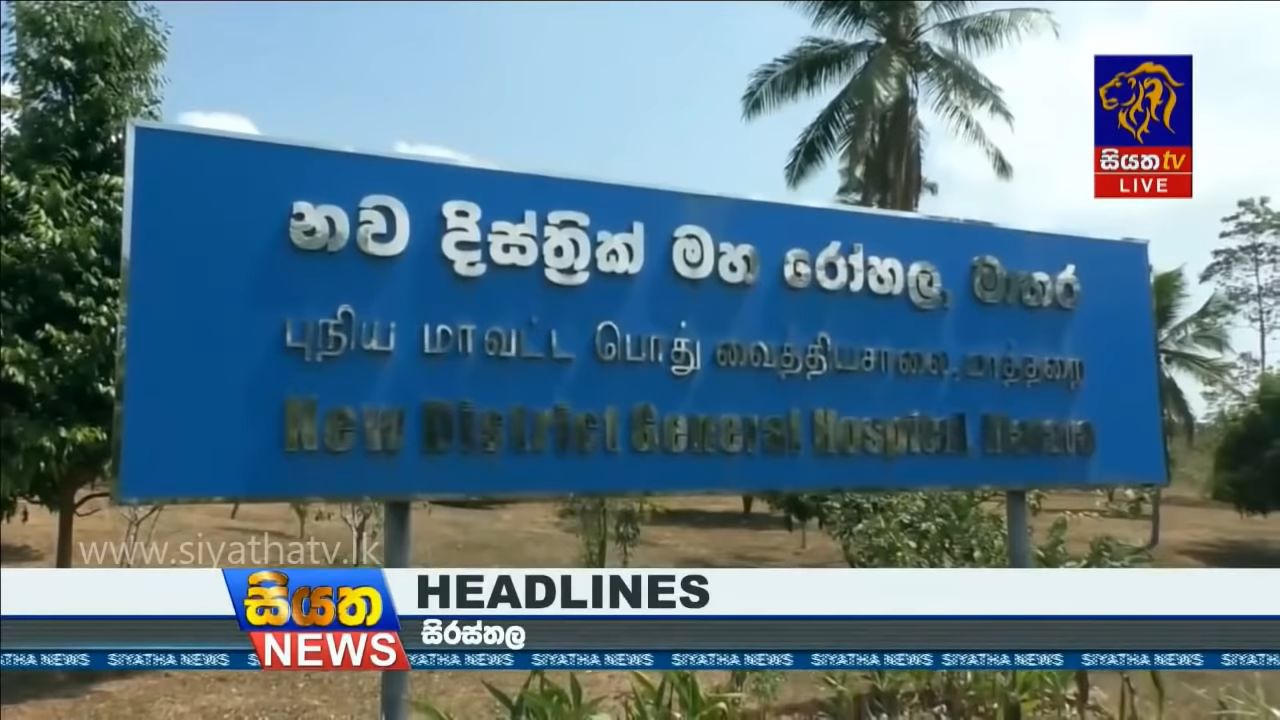 සියත tv
LIVE
නව දිස්ත්‍රික් මහ රෝහල, මාතර
புநிய மாவட்ட பொது வைத்தியசாலை, மாத்தறை
New District General Hospital, Matara
www.siyathatv.lk
සියත
NEWS
HEADLINES
සිරස්තල
SIYATHA NEWS SIYATHA NEWS SIYATHA NEWS SIYATHA NEWS SIYATHA NEWS SIYATHA NEWS SIYATHA NEWS SIYATHA NEWS SIYATHA NEWS